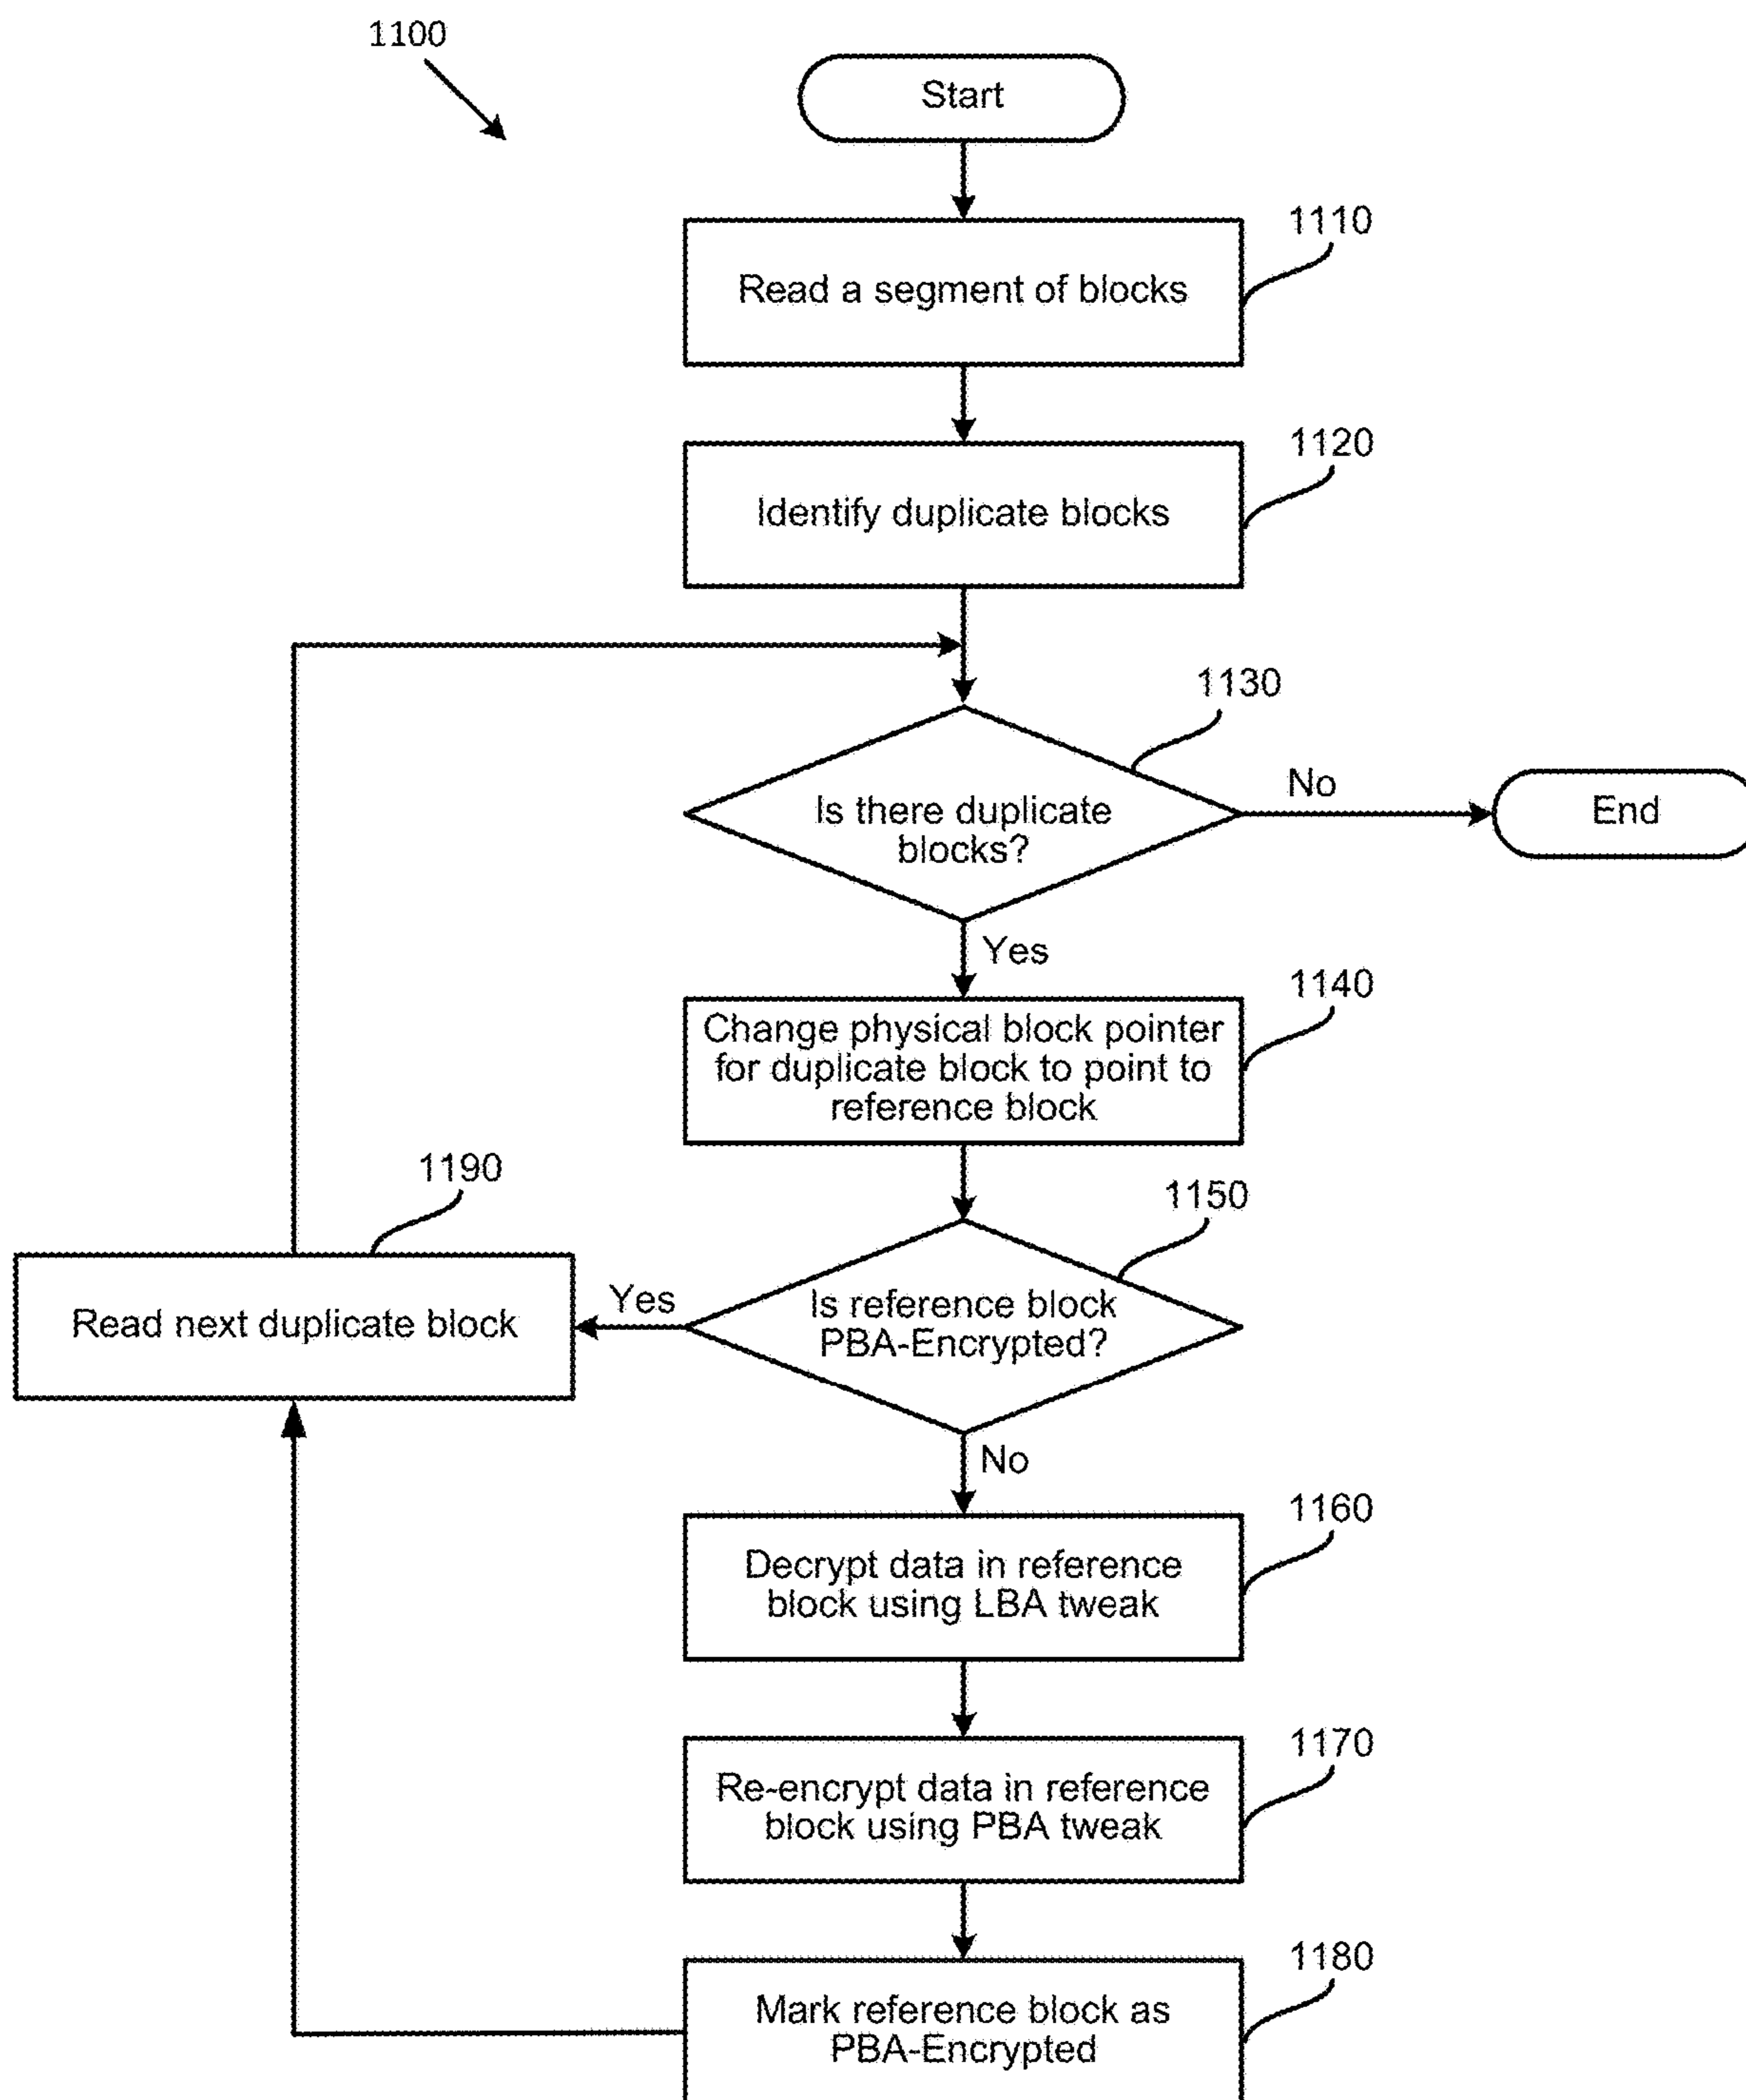 1100
Start
1110
Read a segment of blocks
1120
Identify duplicate blocks
1130
Is there duplicate
blocks?
No
End
Yes
1140
Change physical block pointer
for duplicate block to point to
reference block
1190
Read next duplicate block
1150
Yes
Is reference block
PBA-Encrypted?
No
1160
Decrypt data in reference
block using LBA tweak
1170
Re-encrypt data in reference
block using PBA tweak
1180
Mark reference block as
PBA-Encrypted